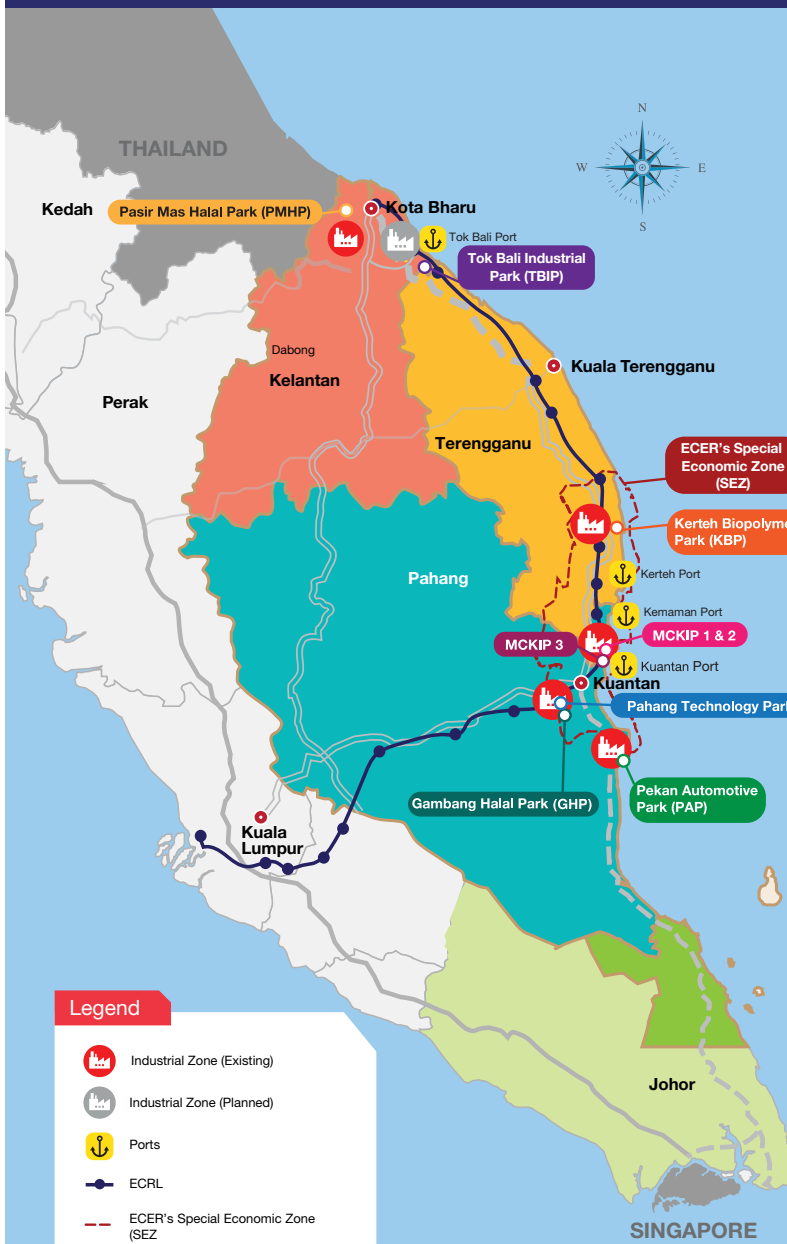 N
W
E
S
THAILAND
Kedah
Pasir Mas Halal Park (PMHP)
Kota Bharu
Tok Bali Port
Tok Bali Industrial
Park (TBIP)
Dabong
Kelantan
Perak
Kuala Terengganu
Terengganu
ECER's Special
Economic Zone
(SEZ)
Kerteh Biopolyme
Park (KBP)
Pahang
Kerteh Port
Kemaman Port
MCKIP 3
MCKIP 1 & 2
Kuantan Port
Kuantan
Pahang Technology Park
Gambang Halal Park (GHP)
Pekan Automotive
Park (PAP)
Kuala
Lumpur
Legend
Industrial Zone (Existing)
Industrial Zone (Planned)
Ports
ECRL
ECER's Special Economic Zone
(SEZ
Johor
SINGAPORE